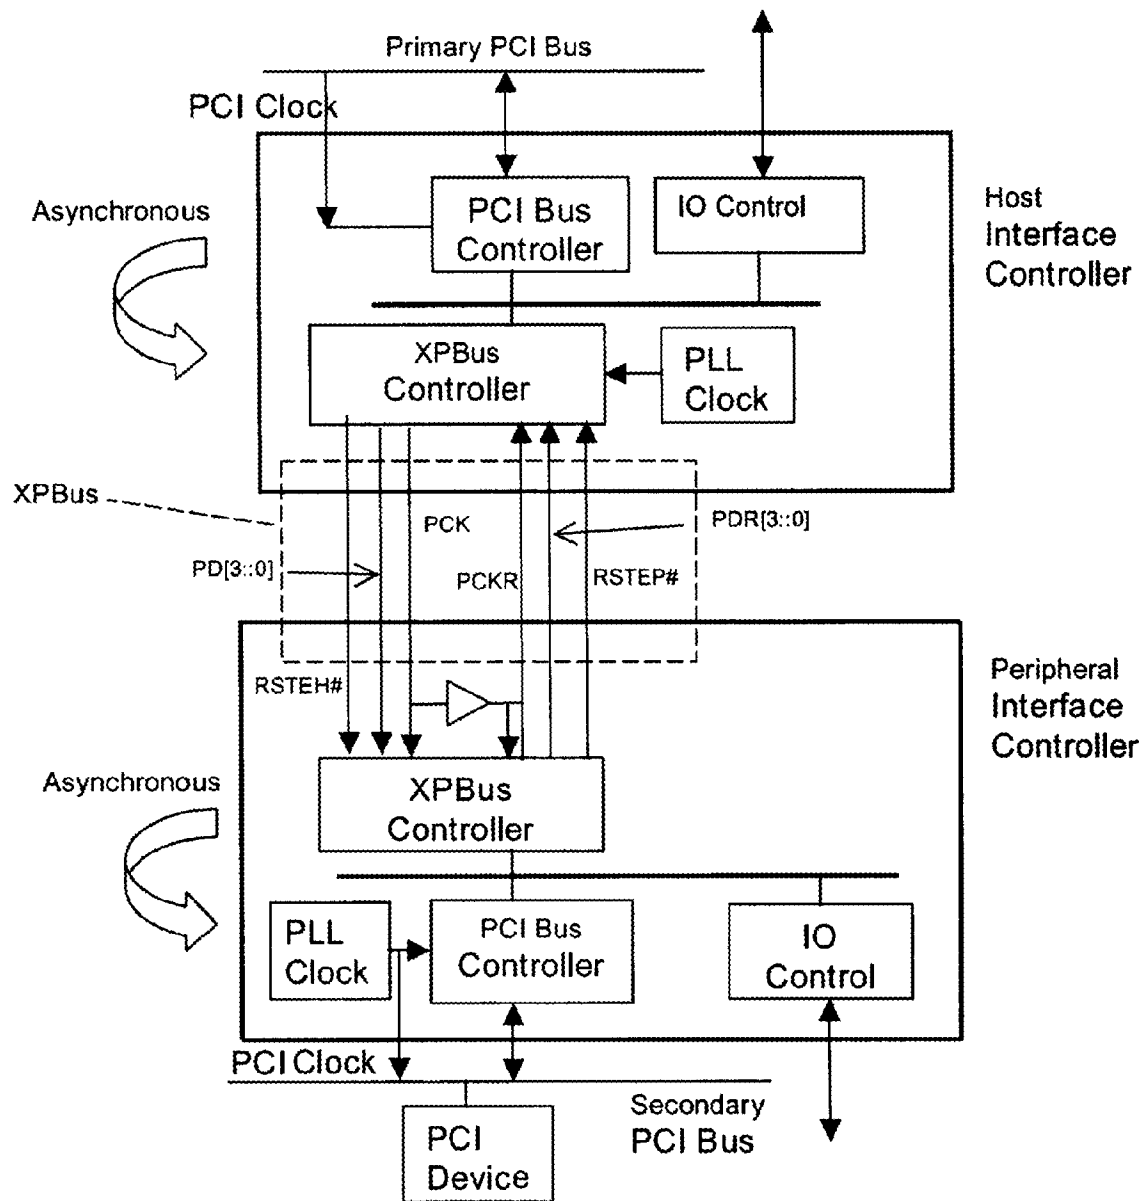 Primary PCI Bus
PCI Clock
Asynchronous
PCI Bus
Controller
IO Control
Host
Interface
Controller
XPBus
Controller
PLL
Clock
XPBus
PCK
PDR[3::0]
PD[3::0]
PCKR
RSTEP#
RSTEH#
Peripheral
Interface
Controller
Asynchronous
XPBus
Controller
PLL
Clock
PCI Bus
Controller
IO
Control
PCI Clock
Secondary
PCI Bus
PCI
Device